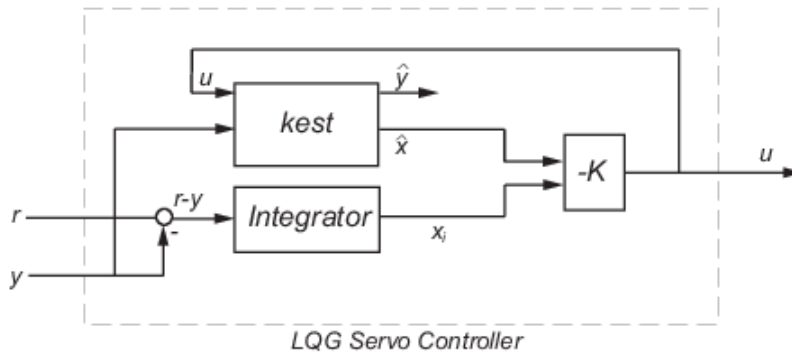 u
ŷ
kest
x̂
-K
u
r
r-y
Integrator
-
xᵢ
y
LQG Servo Controller